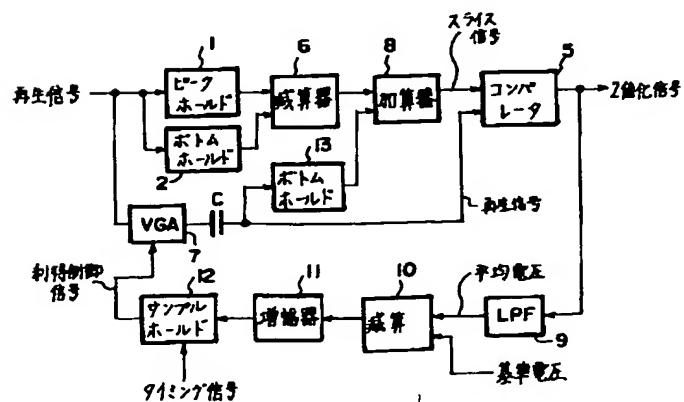 スライス
信号
1
6
8
5
再生信号
ピーク
ホールド
減算器
加算器
コンパ
レータ
2値化信号
ボトム
ホールド
2
13
ボトム
ホールド
C
VGA
7
再生信号
利得制御
信号
12
11
10
平均電圧
サンプル
ホールド
増幅器
減算
LPF
9
タイミング信号
基準電圧